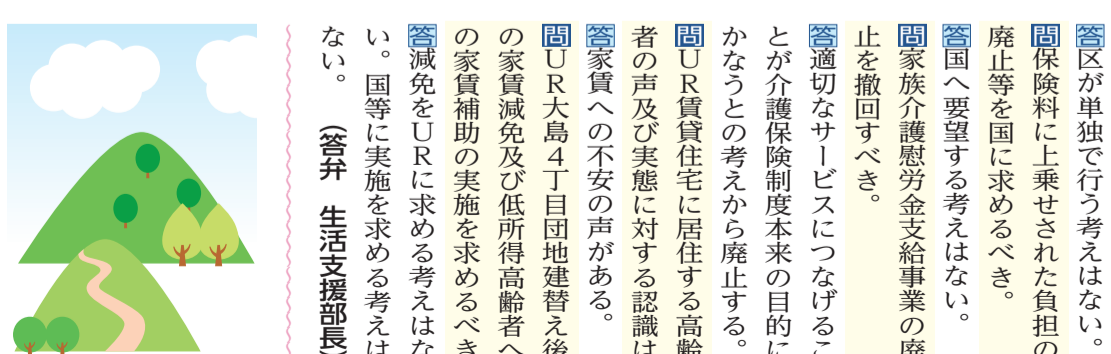 答区が単独で行う考えはない。
問保険料に上乗せされた負担の
廃止等を国に求めるべき。
答国へ要望する考えはない。
問家族介護慰労金支給事業の廃
止を撤回すべき。
答適切なサービスにつなげるこ
とが介護保険制度本来の目的に
かなうとの考えから廃止する。
問UR賃貸住宅に居住する高齢
者の声及び実態に対する認識は
答家賃への不安の声がある。
問UR大島4丁目団地建替え後
の家賃減免及び低所得高齢者へ
の家賃補助の実施を求めるべき
答減免をURに求める考えはな
い。国等に実施を求める考えは
ない。 (答弁 生活支援部長)